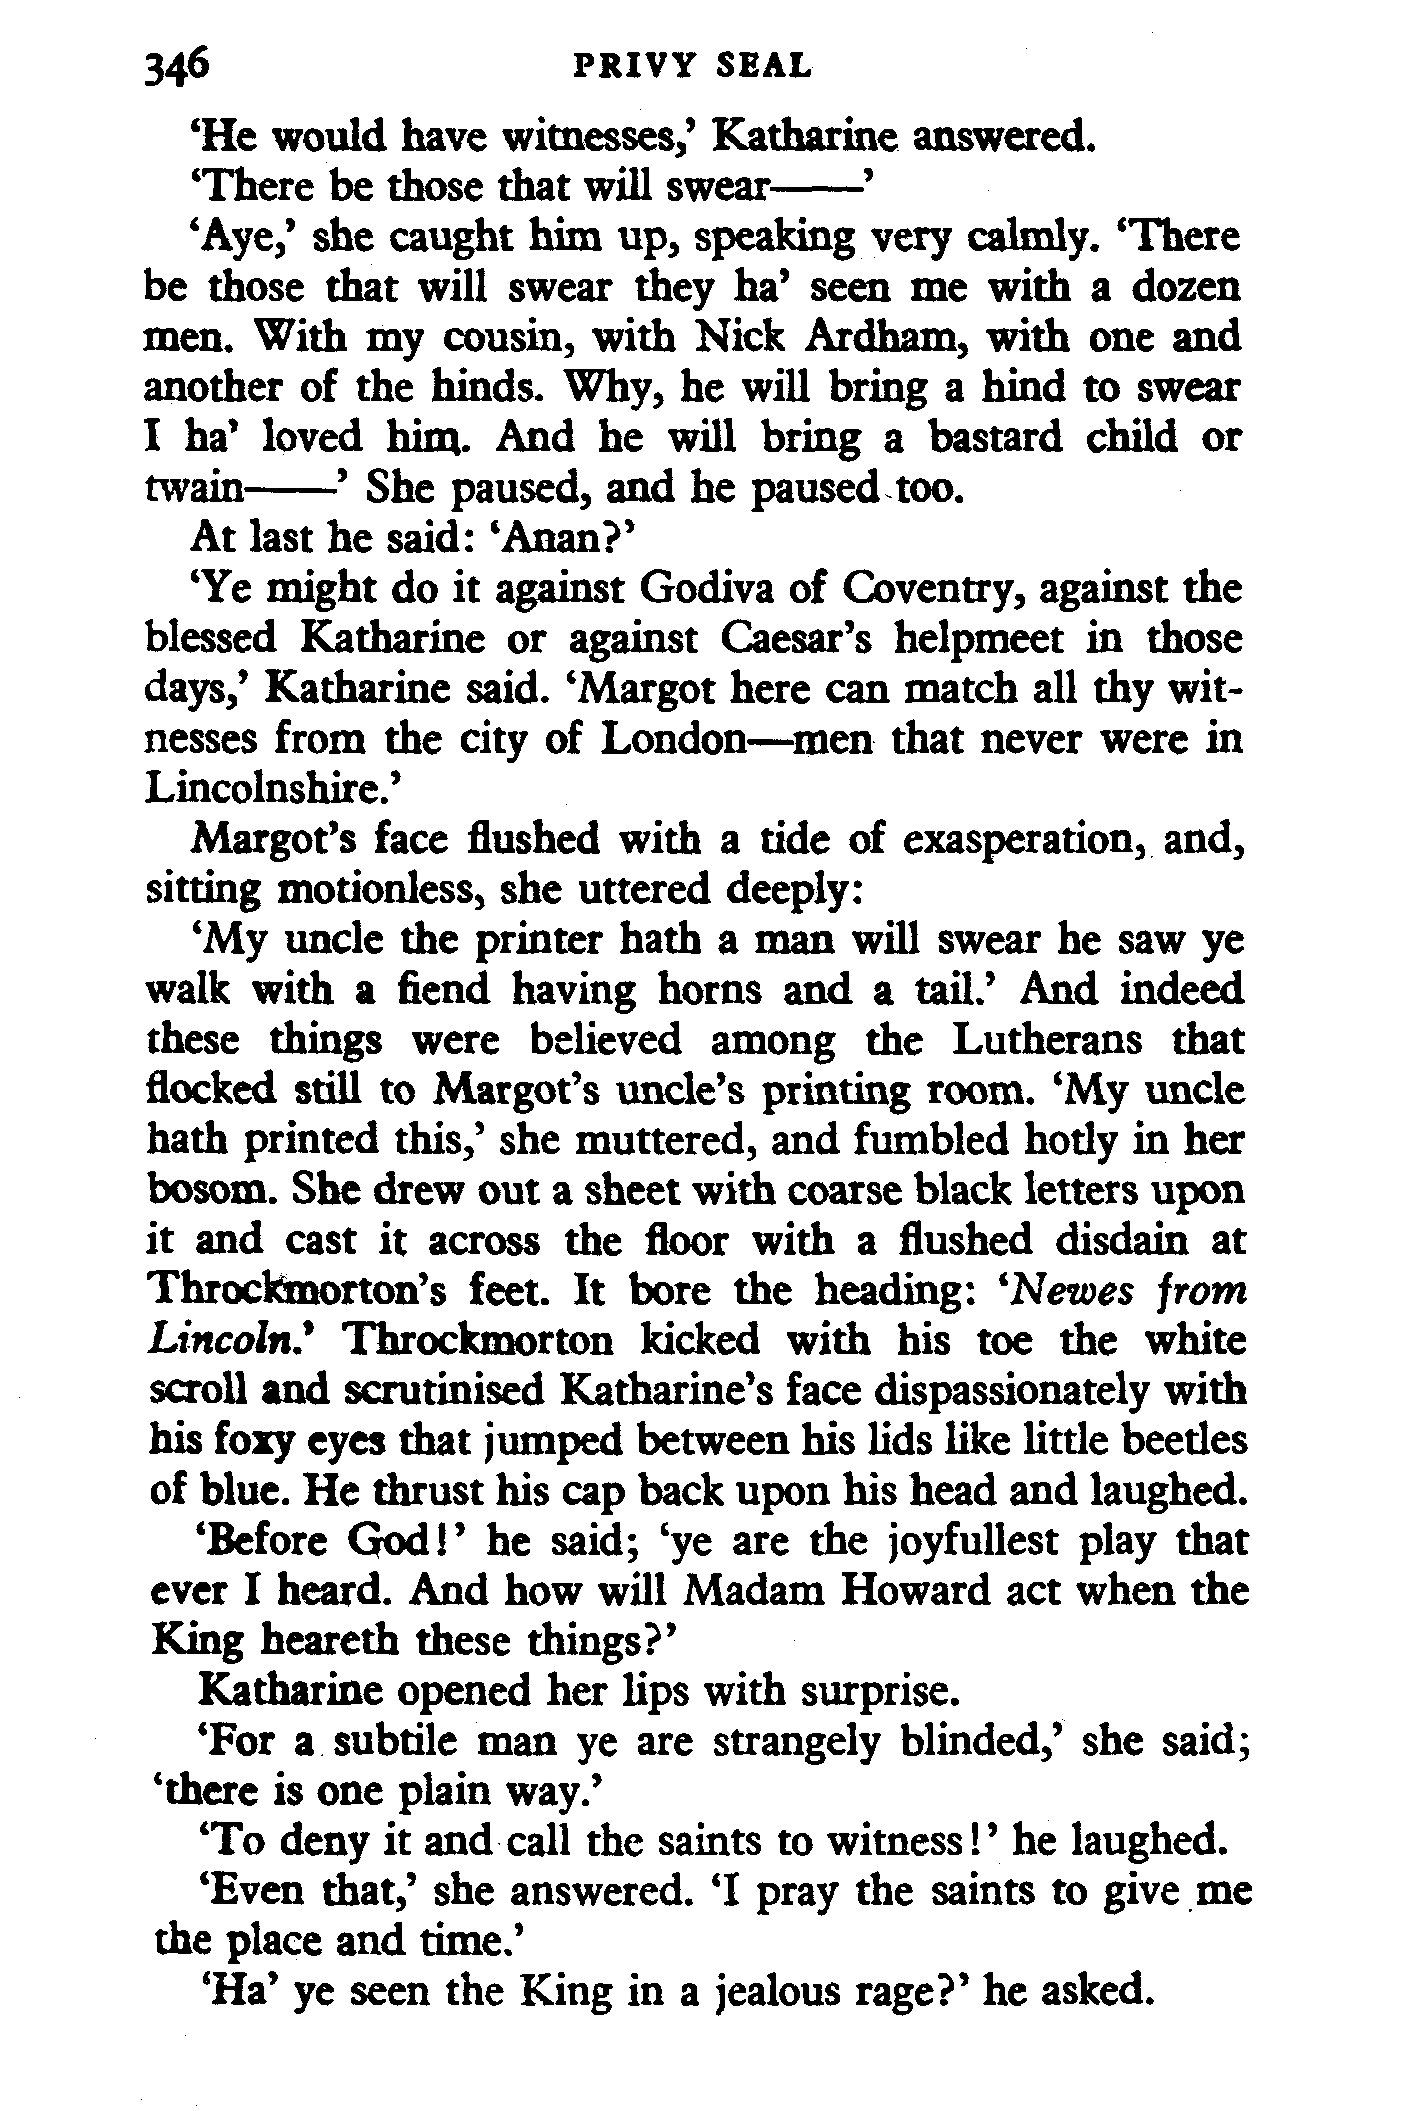 346 PRIVY SEAL
‘He would have witnesses,’ Katharine answered.
‘There be those that will swear——’
‘Aye,’ she caught him up, speaking very calmly. ‘There
be those that will swear they ha’ seen me with a dozen
men. With my cousin, with Nick Ardham, with one and
another of the hinds. Why, he will bring a hind to swear
I ha’ loved him. And he will bring a bastard child or
twain——’ She paused, and he paused too.
At last he said: ‘Anan?’
‘Ye might do it against Godiva of Coventry, against the
blessed Katharine or against Caesar’s helpmeet in those
days,’ Katharine said. ‘Margot here can match all thy wit-
nesses from the city of London—men that never were in
Lincolnshire.’
Margot’s face flushed with a tide of exasperation, and,
sitting motionless, she uttered deeply:
‘My uncle the printer hath a man will swear he saw ye
walk with a fiend having horns and a tail.’ And indeed
these things were believed among the Lutherans that
flocked still to Margot’s uncle’s printing room. ‘My uncle
hath printed this,’ she muttered, and fumbled hotly in her
bosom. She drew out a sheet with coarse black letters upon
it and cast it across the floor with a flushed disdain at
Throckmorton’s feet. It bore the heading: ‘Newes from
Lincoln.’ Throckmorton kicked with his toe the white
scroll and scrutinised Katharine’s face dispassionately with
his foxy eyes that jumped between his lids like little beetles
of blue. He thrust his cap back upon his head and laughed.
‘Before God!’ he said; ‘ye are the joyfullest play that
ever I heard. And how will Madam Howard act when the
King heareth these things?’
Katharine opened her lips with surprise.
‘For a subtile man ye are strangely blinded,’ she said;
‘there is one plain way.’
‘To deny it and call the saints to witness!’ he laughed.
‘Even that,’ she answered. ‘I pray the saints to give me
the place and time.’
‘Ha’ ye seen the King in a jealous rage?’ he asked.